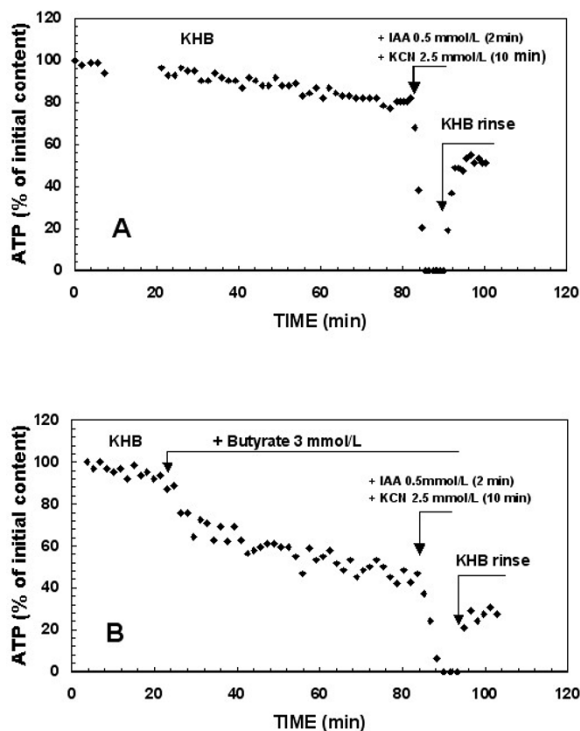 120
100
80
60
40
20
0
ATP (% of initial content)
KHB
+ IAA 0.5 mmol/L (2min)
+ KCN 2.5 mmol/L (10 min)
KHB rinse
A
0 20 40 60 80 100
TIME (min)
120
100
80
60
40
20
0
ATP (% of initial content)
KHB
+ Butyrate 3 mmol/L
+ IAA 0.5mmol/L (2 min)
+ KCN 2.5 mmol/L (10 min)
KHB rinse
B
0 20 40 60 80 100
TIME (min)